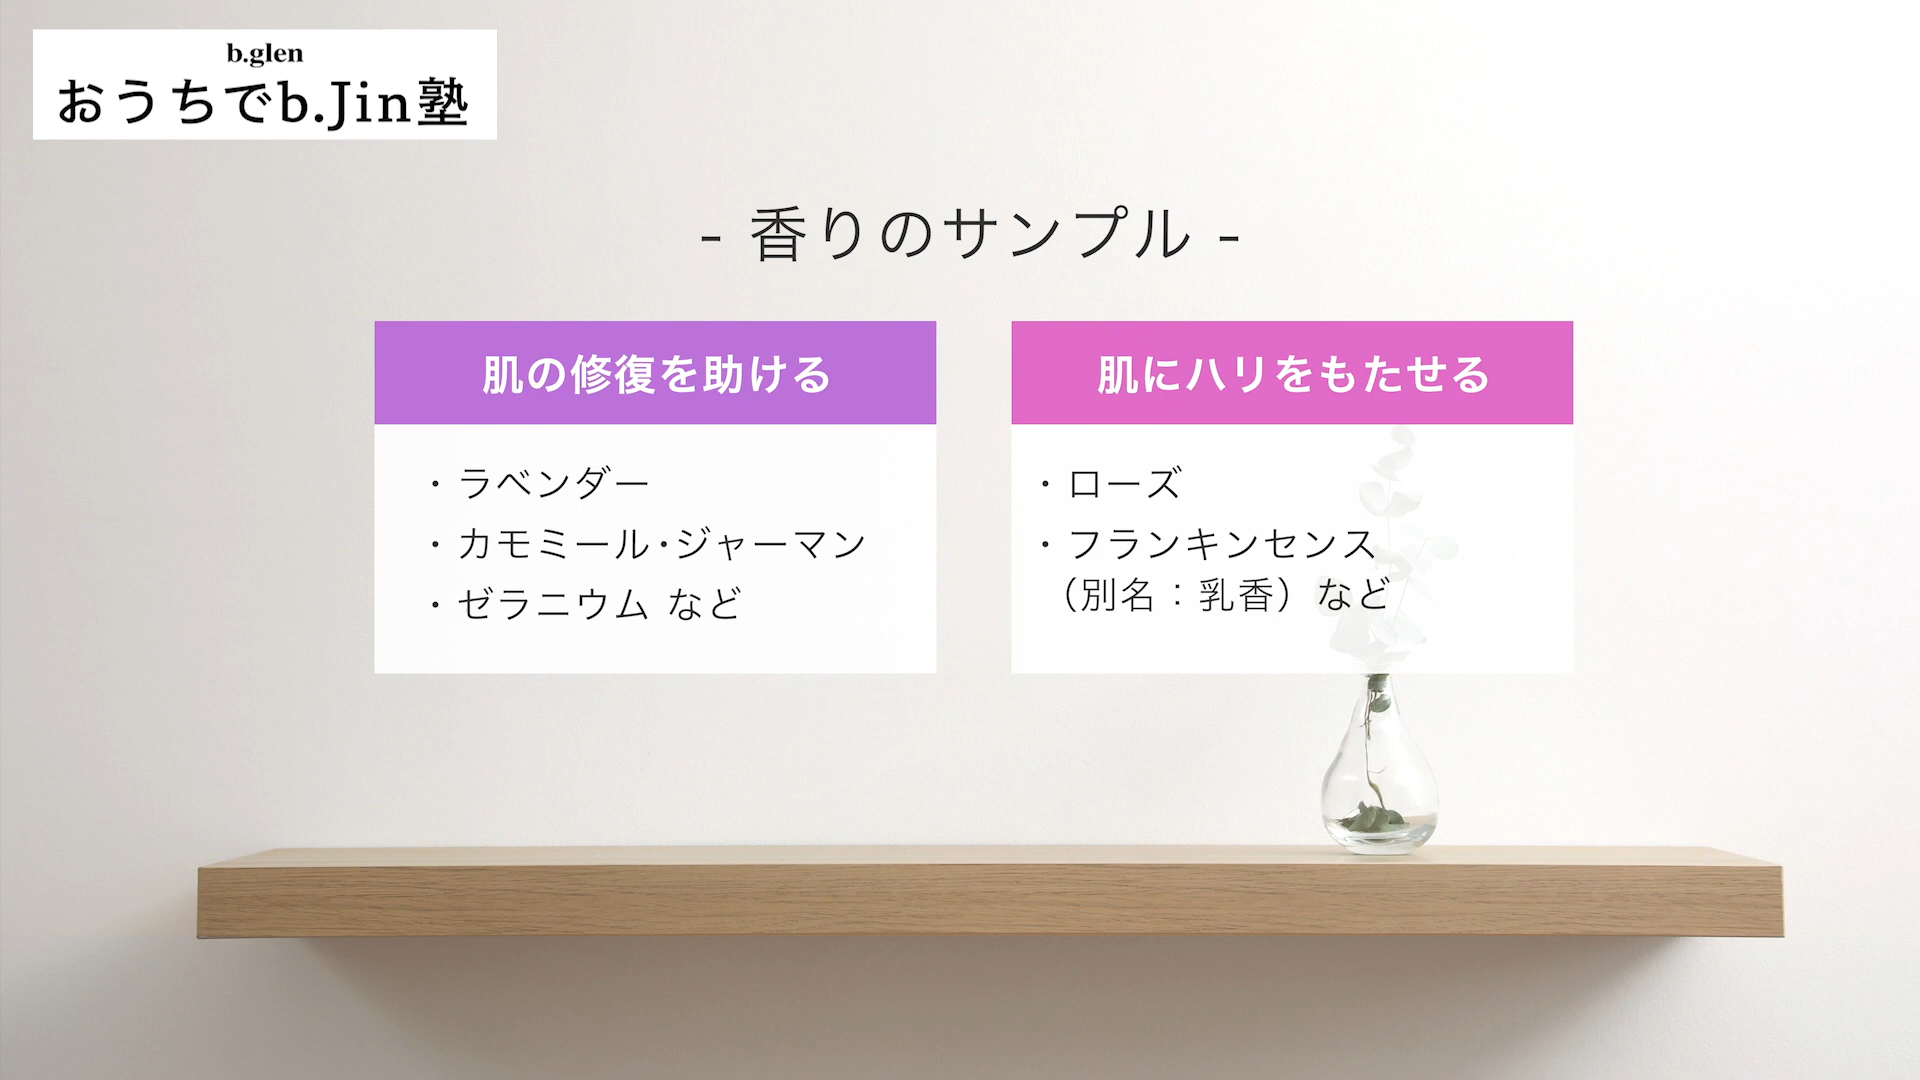 b.glen
おうちでb.Jin塾
- 香りのサンプル -
肌の修復を助ける
・ラベンダー
・カモミール・ジャーマン
・ゼラニウム など
肌にハリをもたせる
・ローズ
・フランキンセンス
（別名：乳香）など